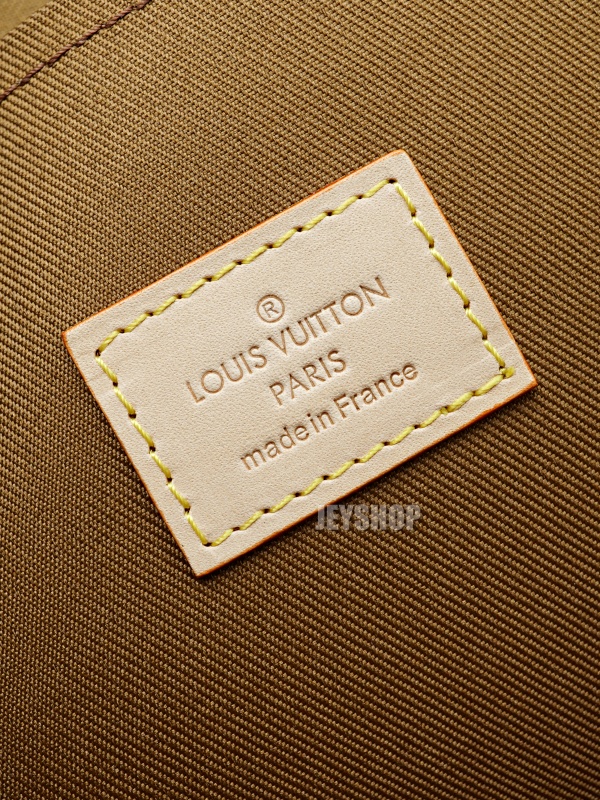 ®
LOUIS VUITTON
PARIS
made in France
JEYSHOP